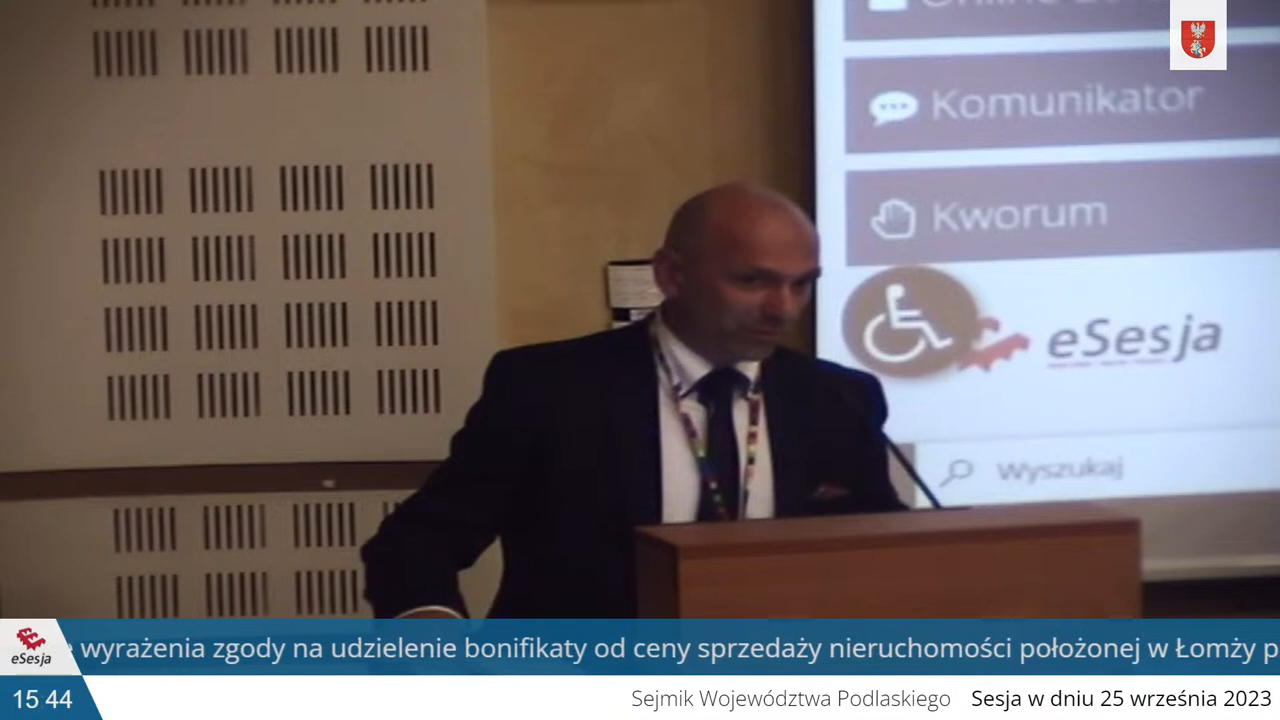 Online
Komunikator
Kworum
eSesja
Wyszukaj
wyrażenia zgody na udzielenie bonifikaty od ceny sprzedaży nieruchomości położonej w Łomży p
eSesja
15 44
Sejmik Województwa Podlaskiego Sesja w dniu 25 września 2023